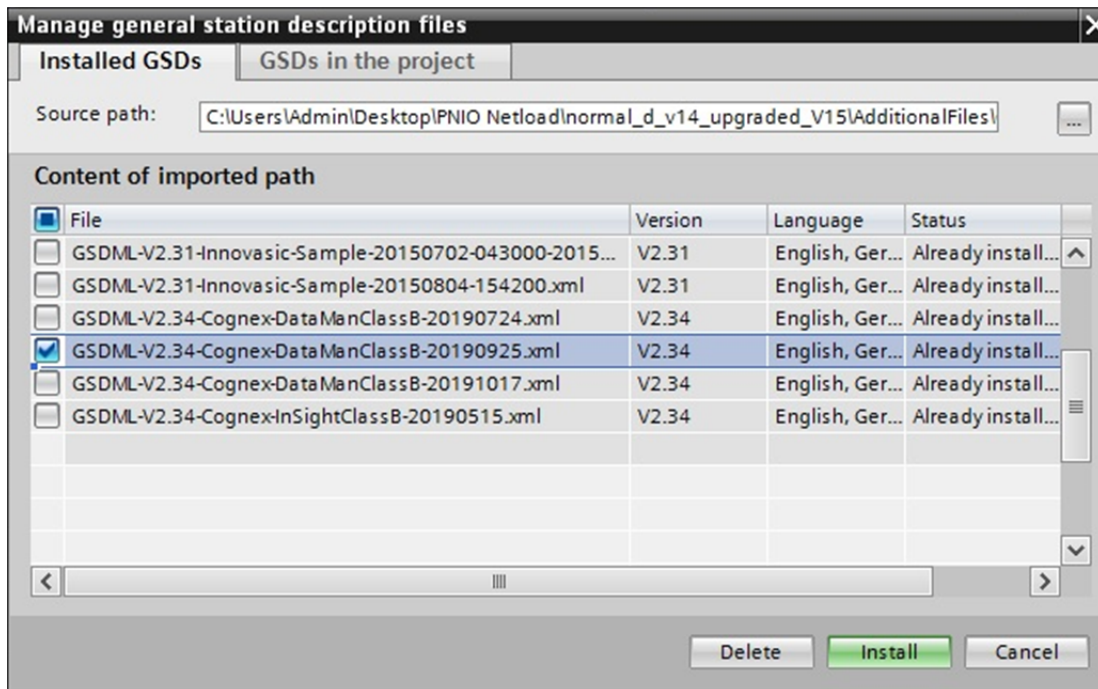 Manage general station description files
Installed GSDs GSDs in the project
Source path: C:\Users\Admin\Desktop\PNIO Netload\normal_d_v14_upgraded_V15\AdditionalFiles\
...
Content of imported path
File Version Language Status
GSDML-V2.31-Innovasic-Sample-20150702-043000-2015... V2.31 English, Ger... Already install...
GSDML-V2.31-Innovasic-Sample-20150804-154200.xml V2.31 English, Ger... Already install...
GSDML-V2.34-Cognex-DataManClassB-20190724.xml V2.34 English, Ger... Already install...
GSDML-V2.34-Cognex-DataManClassB-20190925.xml V2.34 English, Ger... Already install...
GSDML-V2.34-Cognex-DataManClassB-20191017.xml V2.34 English, Ger... Already install...
GSDML-V2.34-Cognex-InSightClassB-20190515.xml V2.34 English, Ger... Already install...
Delete Install Cancel